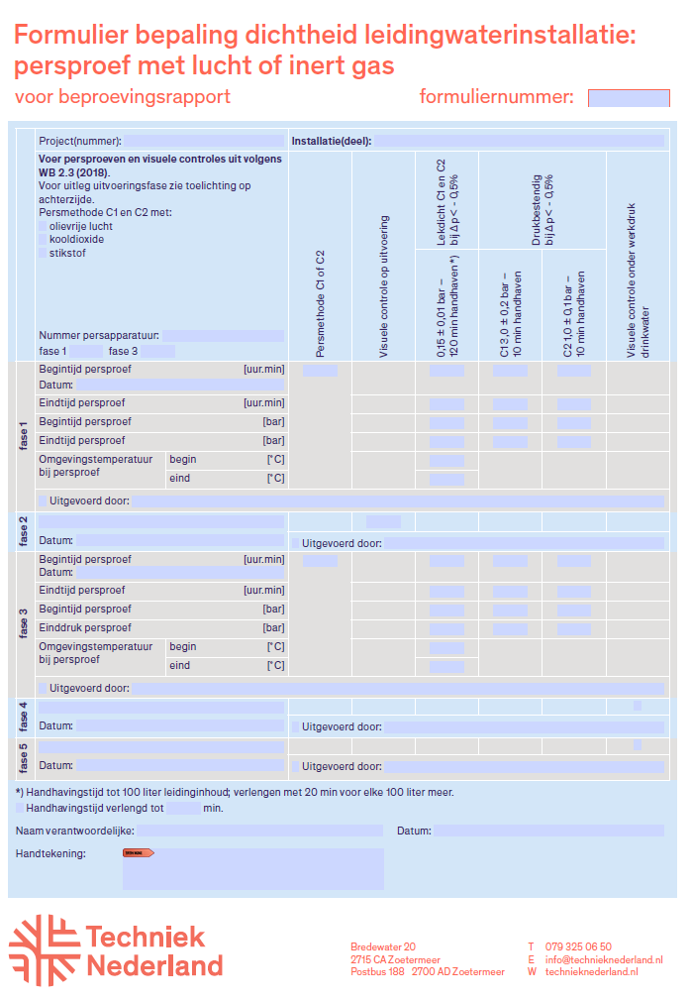 Formulier bepaling dichtheid leidingwaterinstallatie:
persproef met lucht of inert gas
voor beproevingsrapport
formuliernummer:
Project(nummer):
Installatie(deel):
Voer persproeven en visuele controles uit volgens
WB 2.3 (2018).
Voor uitleg uitvoeringsfase zie toelichting op
achterzijde.
Persmethode C1 en C2 met:
olievrije lucht
kooldioxide
stikstof
Nummer persapparatuur:
fase 1 fase 3
Persmethode C1 of C2
Visuele controle op uitvoering
Lekdicht C1 en C2
bij Δ p < - 0,5%
0,15 ± 0,01 bar –
120 min handhaven *)
Drukbestendig
bij Δ p < - 0,5%
C1 3,0 ± 0,2 bar –
10 min handhaven
C2 1,0 ± 0,1 bar –
10 min handhaven
Visuele controle onder werkdruk
drinkwater
fase 1
Begintijd persproef [uur.min]
Datum:
Eindtijd persproef [uur.min]
Begintijd persproef [bar]
Eindtijd persproef [bar]
Omgevingstemperatuur begin [°C]
bij persproef
eind [°C]
Uitgevoerd door:
fase 2
Datum:
Uitgevoerd door:
fase 3
Begintijd persproef [uur.min]
Datum:
Eindtijd persproef [uur.min]
Begintijd persproef [bar]
Einddruk persproef [bar]
Omgevingstemperatuur begin [°C]
bij persproef
eind [°C]
Uitgevoerd door:
fase 4
Datum:
Uitgevoerd door:
fase 5
Datum:
Uitgevoerd door:
*) Handhavingstijd tot 100 liter leidinginhoud; verlengen met 20 min voor elke 100 liter meer.
Handhavingstijd verlengd tot min.
Naam verantwoordelijke:
Datum:
Handtekening:
Techniek
Nederland
Bredewater 20
2715 CA Zoetermeer
Postbus 188 2700 AD Zoetermeer
T 079 325 06 50
E info@technieknederland.nl
W technieknederland.nl